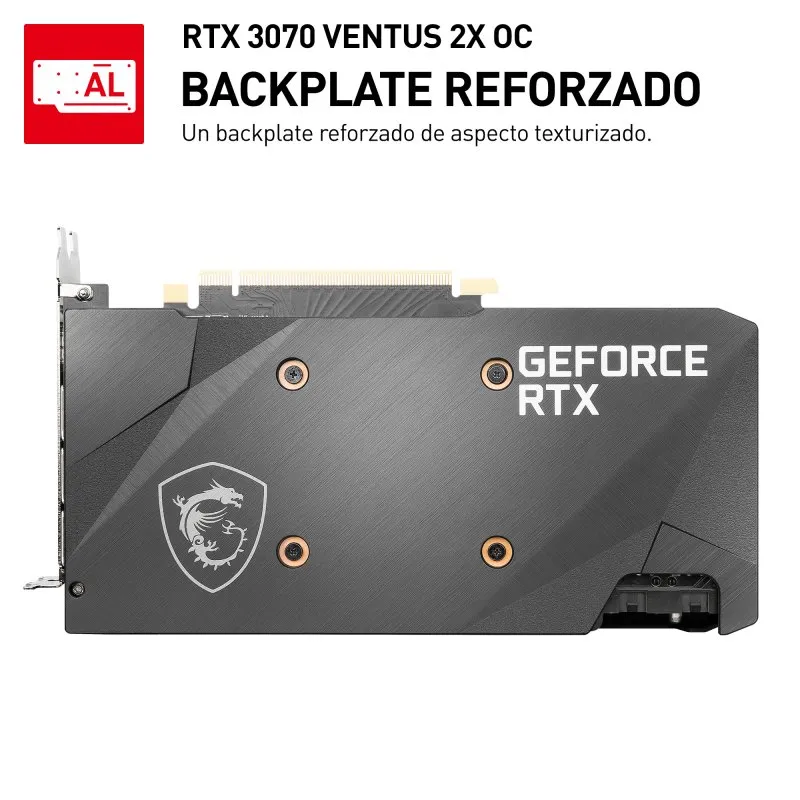 AL
RTX 3070 VENTUS 2X OC
BACKPLATE REFORZADO
Un backplate reforzado de aspecto texturizado.
GEFORCE
RTX